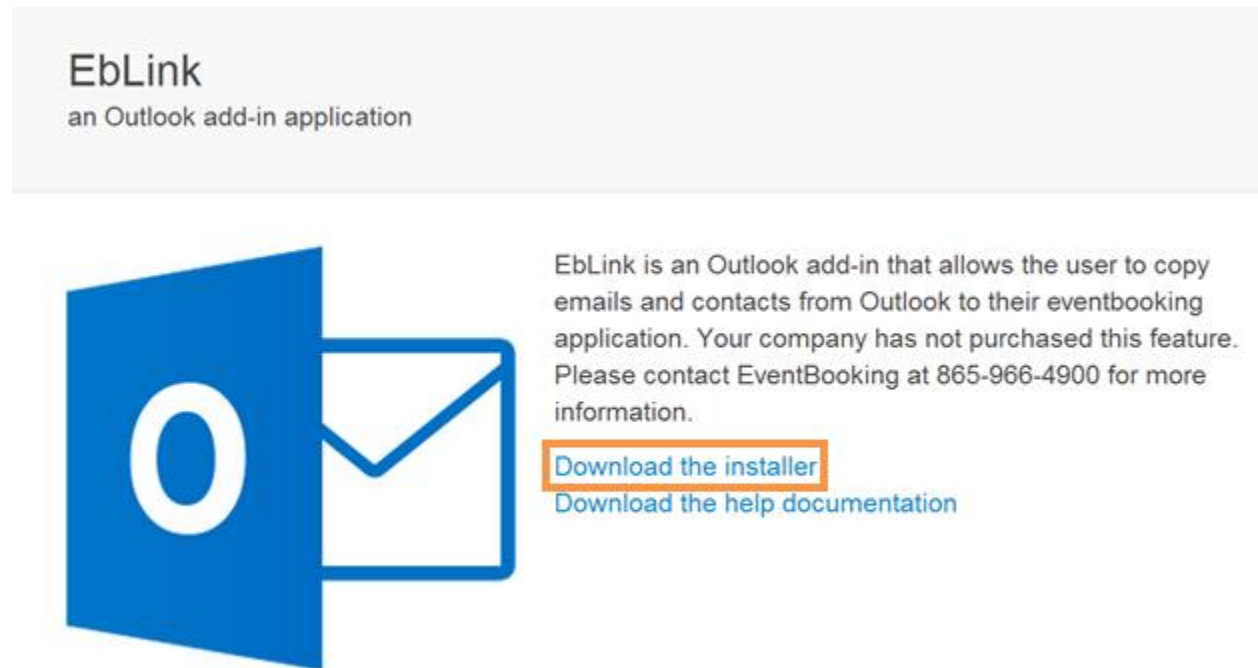 EbLink
an Outlook add-in application
EbLink is an Outlook add-in that allows the user to copy
emails and contacts from Outlook to their eventbooking
application. Your company has not purchased this feature.
Please contact EventBooking at 865-966-4900 for more
information.
O
Download the installer
Download the help documentation